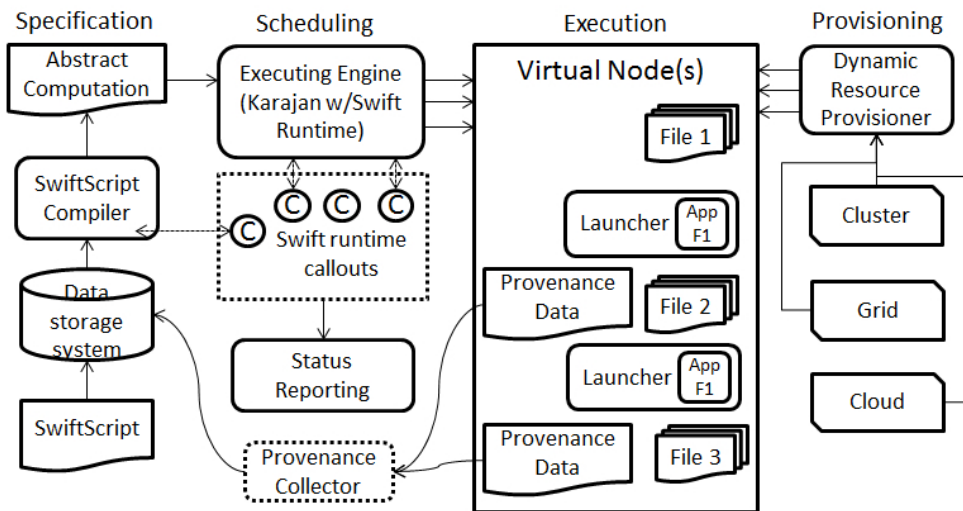 Specification
Scheduling
Execution
Provisioning
Abstract
Computation
SwiftScript
Compiler
Data
storage
system
SwiftScript
Executing Engine
(Karajan w/Swift
Runtime)
C
C
C
C
Swift runtime
callouts
Status
Reporting
Provenance
Collector
Virtual Node(s)
File 1
Launcher
App
F1
Provenance
Data
File 2
Launcher
App
F1
Provenance
Data
File 3
Dynamic
Resource
Provisioner
Cluster
Grid
Cloud